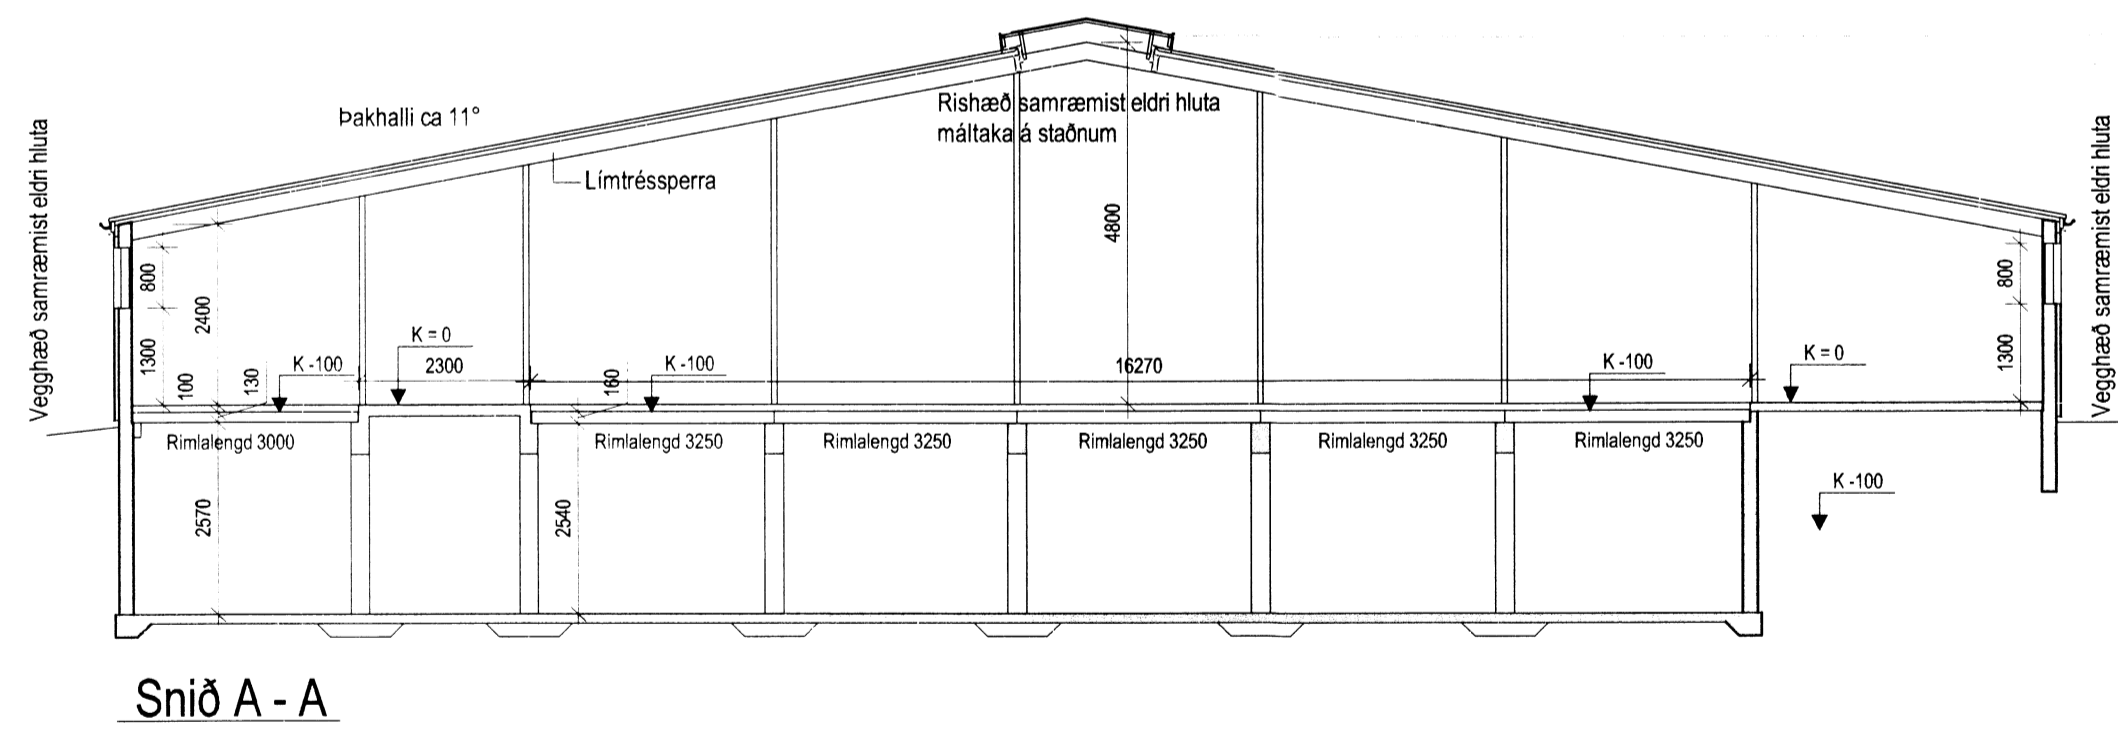 Þakhalli ca 11°
Rishæð samræmist eldri hluta
máltaka á staðnum
Límtréssperra
Vegghæð samræmist eldri hluta
Vegghæð samræmist eldri hluta
4800
800
2400
1300
100
130
K -100
K = 0
2300
160
K -100
16270
K -100
K = 0
800
1300
Rimlalengd 3000
Rimlalengd 3250
Rimlalengd 3250
Rimlalengd 3250
Rimlalengd 3250
Rimlalengd 3250
K -100
2570
2540
Snið A - A